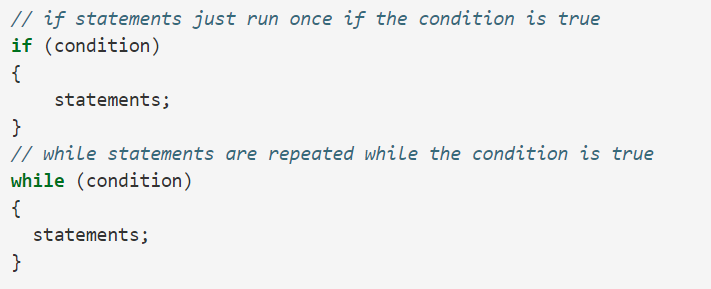 // if statements just run once if the condition is true
if (condition)
{
    statements;
}
// while statements are repeated while the condition is true
while (condition)
{
  statements;
}